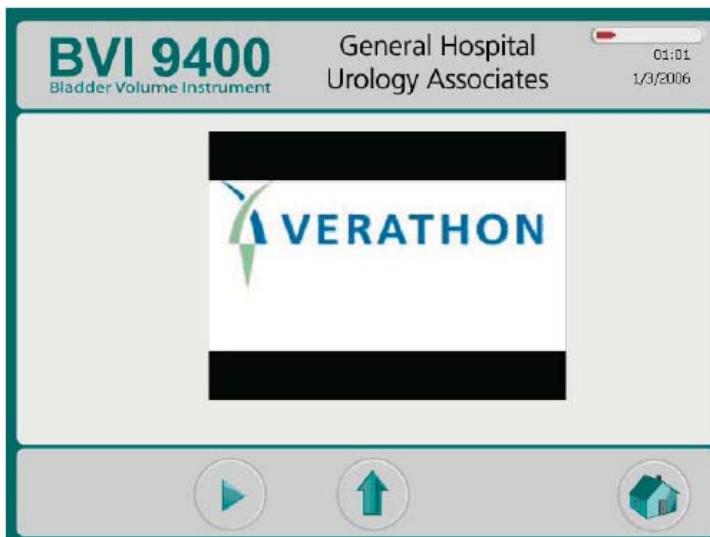 BVI 9400
Bladder Volume Instrument
General Hospital
Urology Associates
01:01
1/3/2006
VERATHON